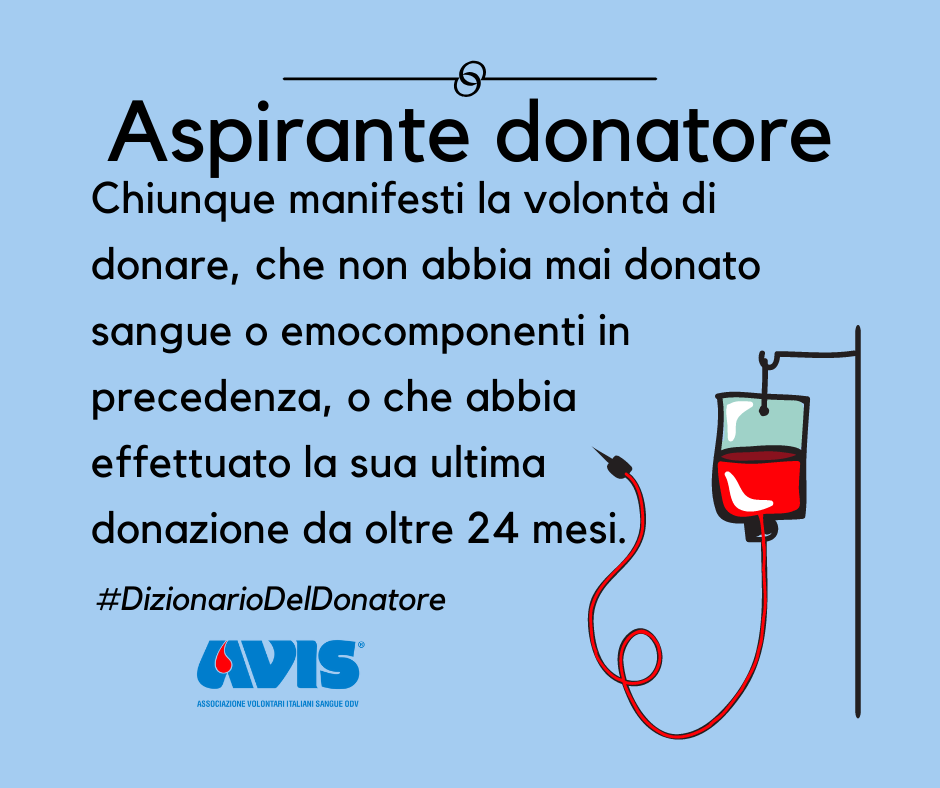 Aspirante donatore
Chiunque manifesti la volontà di
donare, che non abbia mai donato
sangue o emocomponenti in
precedenza, o che abbia
effettuato la sua ultima
donazione da oltre 24 mesi.
#DizionarioDelDonatore
AVIS®
ASSOCIAZIONE VOLONTARI ITALIANI SANGUE ODV